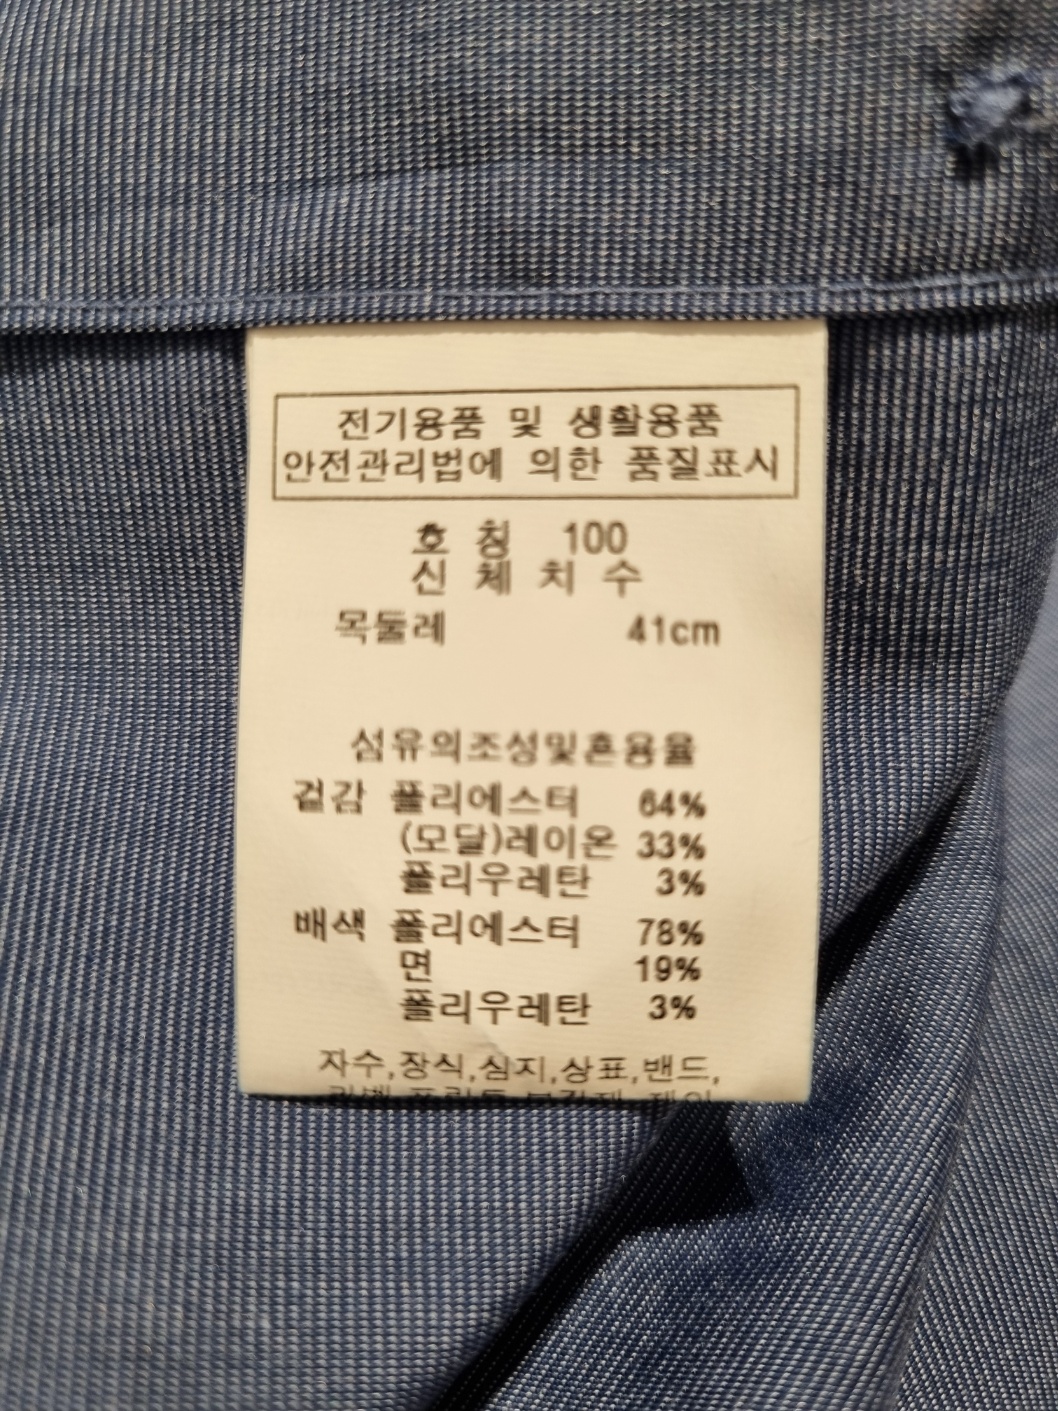 전기용품 및 생활용품
안전관리법에 의한 품질표시
호 칭 100
신 체 치 수
목둘레 41cm
섬유의조성및혼용율
겉감 폴리에스터 64%
(모달)레이온 33%
폴리우레탄 3%
배색 폴리에스터 78%
면 19%
폴리우레탄 3%
자수,장식,심지,상표,밴드,